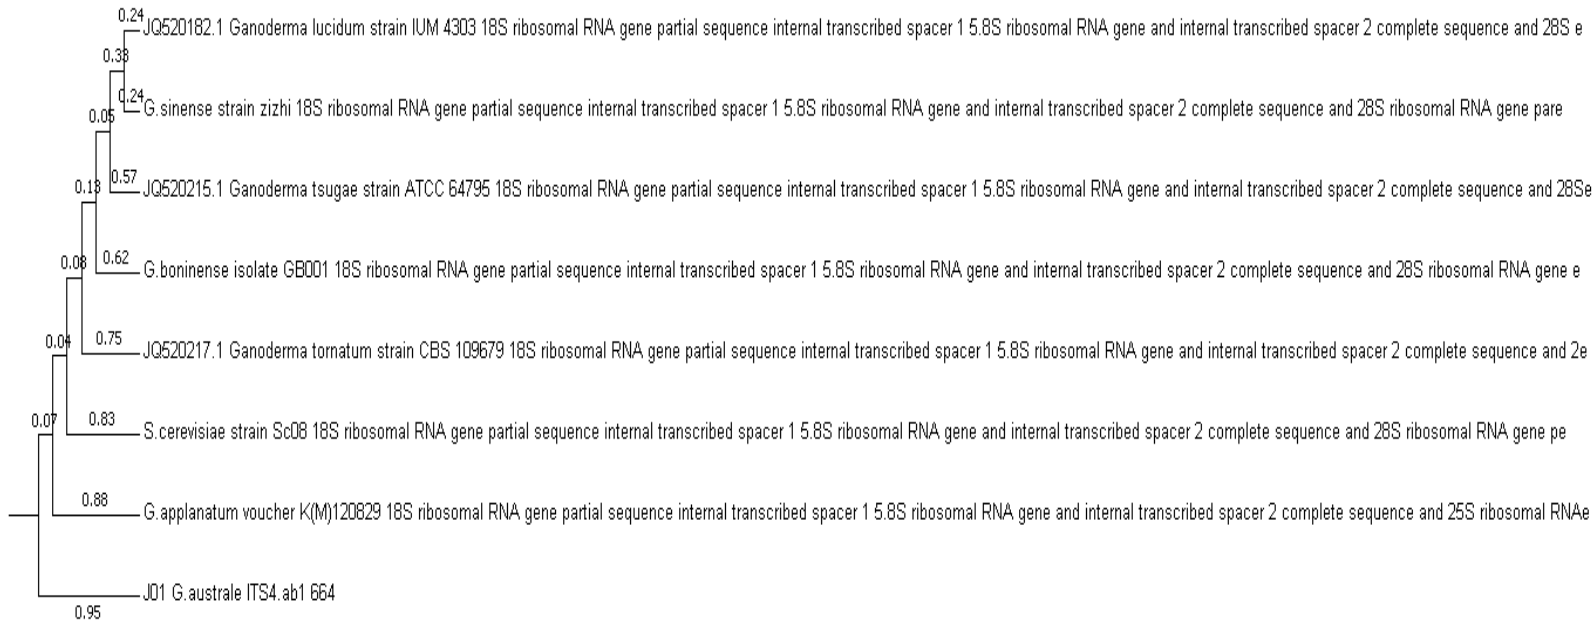 0.24
JQ520182.1 Ganoderma lucidum strain IUM 4303 18S ribosomal RNA gene partial sequence internal transcribed spacer 1 5.8S ribosomal RNA gene and internal transcribed spacer 2 complete sequence and 28S e
0.33
0.24
G.sinense strain zizhi 18S ribosomal RNA gene partial sequence internal transcribed spacer 1 5.8S ribosomal RNA gene and internal transcribed spacer 2 complete sequence and 28S ribosomal RNA gene pare
0.05
0.57
JQ520215.1 Ganoderma tsugae strain ATCC 64795 18S ribosomal RNA gene partial sequence internal transcribed spacer 1 5.8S ribosomal RNA gene and internal transcribed spacer 2 complete sequence and 28Se
0.13
0.62
G.boninense isolate GB001 18S ribosomal RNA gene partial sequence internal transcribed spacer 1 5.8S ribosomal RNA gene and internal transcribed spacer 2 complete sequence and 28S ribosomal RNA gene e
0.08
0.75
JQ520217.1 Ganoderma tornatum strain CBS 109679 18S ribosomal RNA gene partial sequence internal transcribed spacer 1 5.8S ribosomal RNA gene and internal transcribed spacer 2 complete sequence and 2e
0.04
0.83
S.cerevisiae strain Sc08 18S ribosomal RNA gene partial sequence internal transcribed spacer 1 5.8S ribosomal RNA gene and internal transcribed spacer 2 complete sequence and 28S ribosomal RNA gene pe
0.07
0.88
G.applanatum voucher K(M)120829 18S ribosomal RNA gene partial sequence internal transcribed spacer 1 5.8S ribosomal RNA gene and internal transcribed spacer 2 complete sequence and 25S ribosomal RNAe
J01 G.australe ITS4.ab1 664
0.95